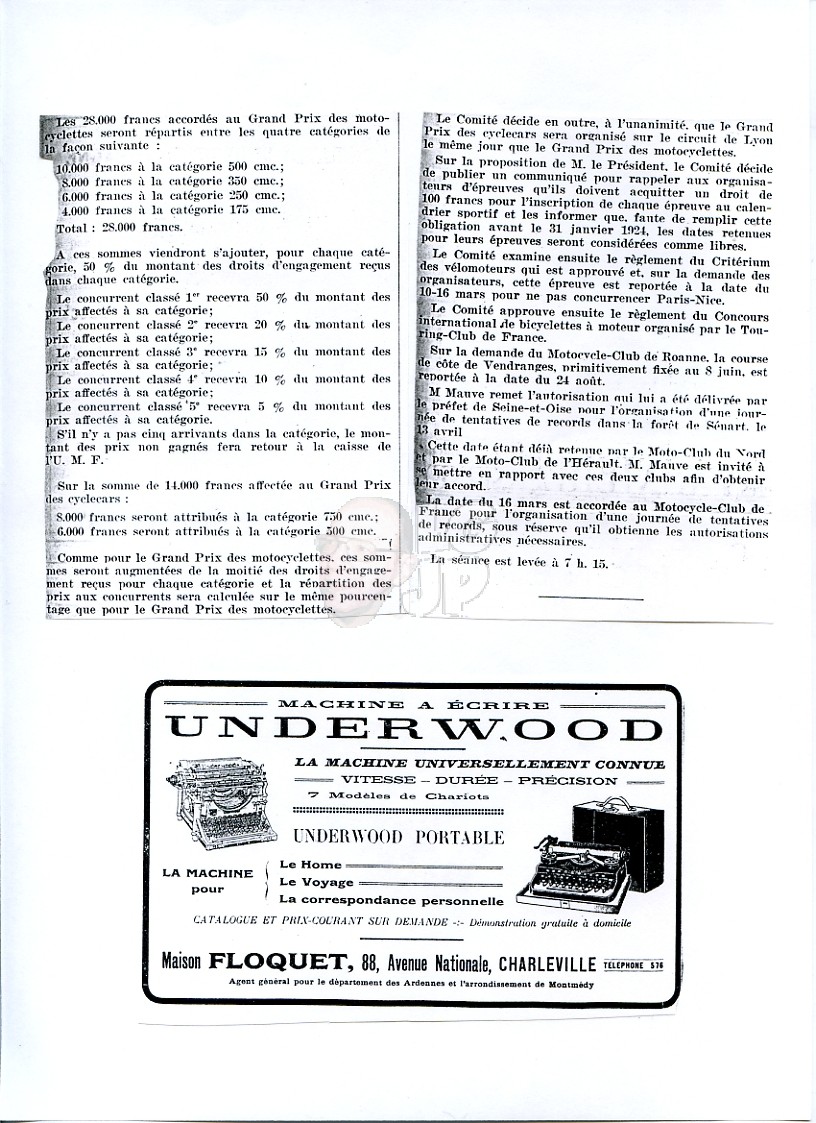 Les 28.000 francs accordés au Grand Prix des moto-
cyclettes seront répartis entre les quatre catégories de
la façon suivante :
10.000 francs à la catégorie 500 cmc.;
8.000 francs à la catégorie 350 cmc.;
6.000 francs à la catégorie 250 cmc.;
4.000 francs à la catégorie 175 cmc.
Total : 28.000 francs.
A ces sommes viendront s'ajouter, pour chaque caté-
gorie, 50 % du montant des droits d'engagement reçus
dans chaque catégorie.
Le concurrent classé 1er recevra 50 % du montant des
prix affectés à sa catégorie;
Le concurrent classé 2e recevra 20 % du montant des
prix affectés à sa catégorie;
Le concurrent classé 3e recevra 15 % du montant des
prix affectés à sa catégorie;
Le concurrent classé 4e recevra 10 % du montant des
prix affectés à sa catégorie;
Le concurrent classé 5e recevra 5 % du montant des
prix affectés à sa catégorie.
S'il n'y a pas cinq arrivants dans la catégorie, le mon-
tant des prix non gagnés fera retour à la caisse de
l'U. M. F.
Sur la somme de 14.000 francs affectée au Grand Prix
des cyclecars :
8.000 francs seront attribués à la catégorie 750 cmc.;
6.000 francs seront attribués à la catégorie 500 cmc.
Comme pour le Grand Prix des motocyclettes, ces som-
mes seront augmentées de la moitié des droits d'engage-
ment reçus pour chaque catégorie et la répartition des
prix aux concurrents sera calculée sur le même pourcen-
tage que pour le Grand Prix des motocyclettes.
Le Comité décide en outre, à l'unanimité, que le Grand
Prix des cyclecars sera organisé sur le circuit de Lyon
le même jour que le Grand Prix des motocyclettes.
Sur la proposition de M. le Président, le Comité décide
de publier un communiqué pour rappeler aux organisa-
teurs d'épreuves qu'ils doivent acquitter un droit de
100 francs pour l'inscription de chaque épreuve au calen-
drier sportif et les informer que, faute de remplir cette
obligation avant le 31 janvier 1924, les dates retenues
pour leurs épreuves seront considérées comme libres.
Le Comité examine ensuite le règlement du Critérium
des vélomoteurs qui est approuvé et, sur la demande des
organisateurs, cette épreuve est reportée à la date du
10-16 mars pour ne pas concurrencer Paris-Nice.
Le Comité approuve ensuite le règlement du Concours
international de bicyclettes à moteur organisé par le Tou-
ring-Club de France.
Sur la demande du Motocycle-Club de Roanne, la course
de côte de Vendranges, primitivement fixée au 8 juin, est
reportée à la date du 24 août.
M Mauve remet l'autorisation qui lui a été délivrée par
le préfet de Seine-et-Oise pour l'organisation d'une jour-
née de tentatives de records dans la forêt de Sénart, le
13 avril
Cette date étant déjà retenue par le Moto-Club du Nord
et par le Moto-Club de l'Hérault, M. Mauve est invité à
se mettre en rapport avec ces deux clubs afin d'obtenir
leur accord.
La date du 16 mars est accordée au Motocycle-Club de
France pour l'organisation d'une journée de tentatives
de records, sous réserve qu'il obtienne les autorisations
administratives nécessaires.
La séance est levée à 7 h. 15.
JP
MACHINE A ÉCRIRE
UNDERWOOD
LA MACHINE UNIVERSELLEMENT CONNUE
VITESSE – DURÉE – PRÉCISION
7 Modèles de Chariots
UNDERWOOD PORTABLE
LA MACHINE
pour
Le Home
Le Voyage
La correspondance personnelle
CATALOGUE ET PRIX-COURANT SUR DEMANDE -:- Démonstration gratuite à domicile
Maison FLOQUET, 88, Avenue Nationale, CHARLEVILLE TÉLÉPHONE 576
Agent général pour le département des Ardennes et l'arrondissement de Montmédy